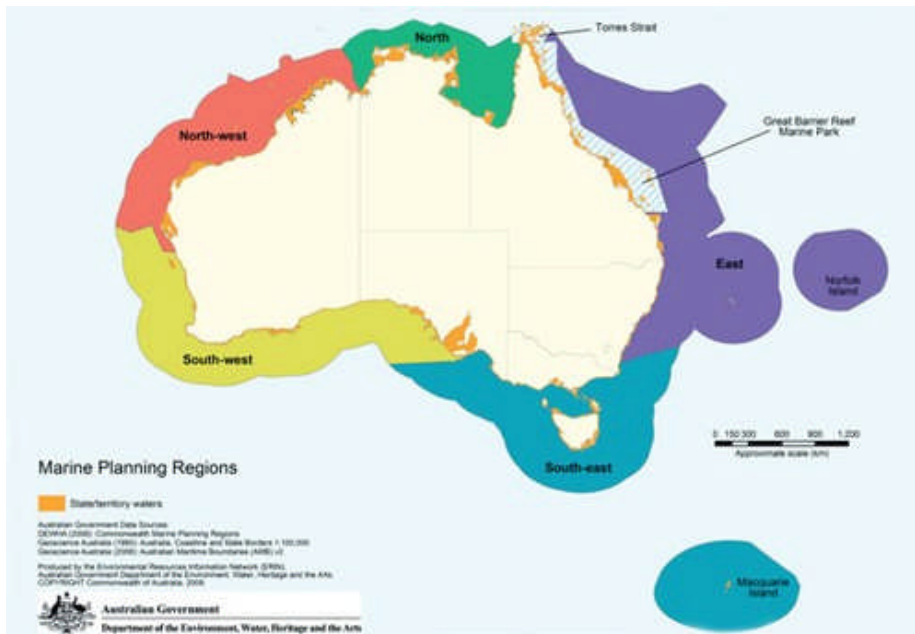 North
Torres Strait
North-west
Great Barrier Reef
Marine Park
East
Norfolk
Island
South-west
0 150 300 600 900 1,200
Approximate scale (km)
South-east
Marine Planning Regions
State/territory waters
Australian Government Data Sources:
DEWHA (2008): Commonwealth Marine Planning Regions
Geoscience Australia (1995): Australia, Coastline and State Borders 1:100,000
Geoscience Australia (2006): Australian Maritime Boundaries (AMB) v2
Produced by the Environmental Resources Information Network (ERIN),
Australian Government Department of the Environment, Water, Heritage and the Arts.
COPYRIGHT Commonwealth of Australia, 2008
Macquarie
Island
Australian Government
Department of the Environment, Water, Heritage and the Arts